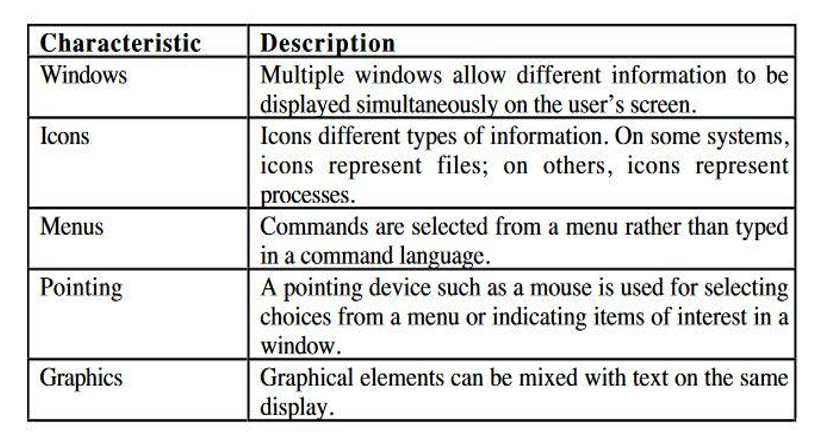 Characteristic Description
Windows Multiple windows allow different information to be
displayed simultaneously on the user's screen.
Icons Icons different types of information. On some systems,
icons represent files; on others, icons represent
processes.
Menus Commands are selected from a menu rather than typed
in a command language.
Pointing A pointing device such as a mouse is used for selecting
choices from a menu or indicating items of interest in a
window.
Graphics Graphical elements can be mixed with text on the same
display.